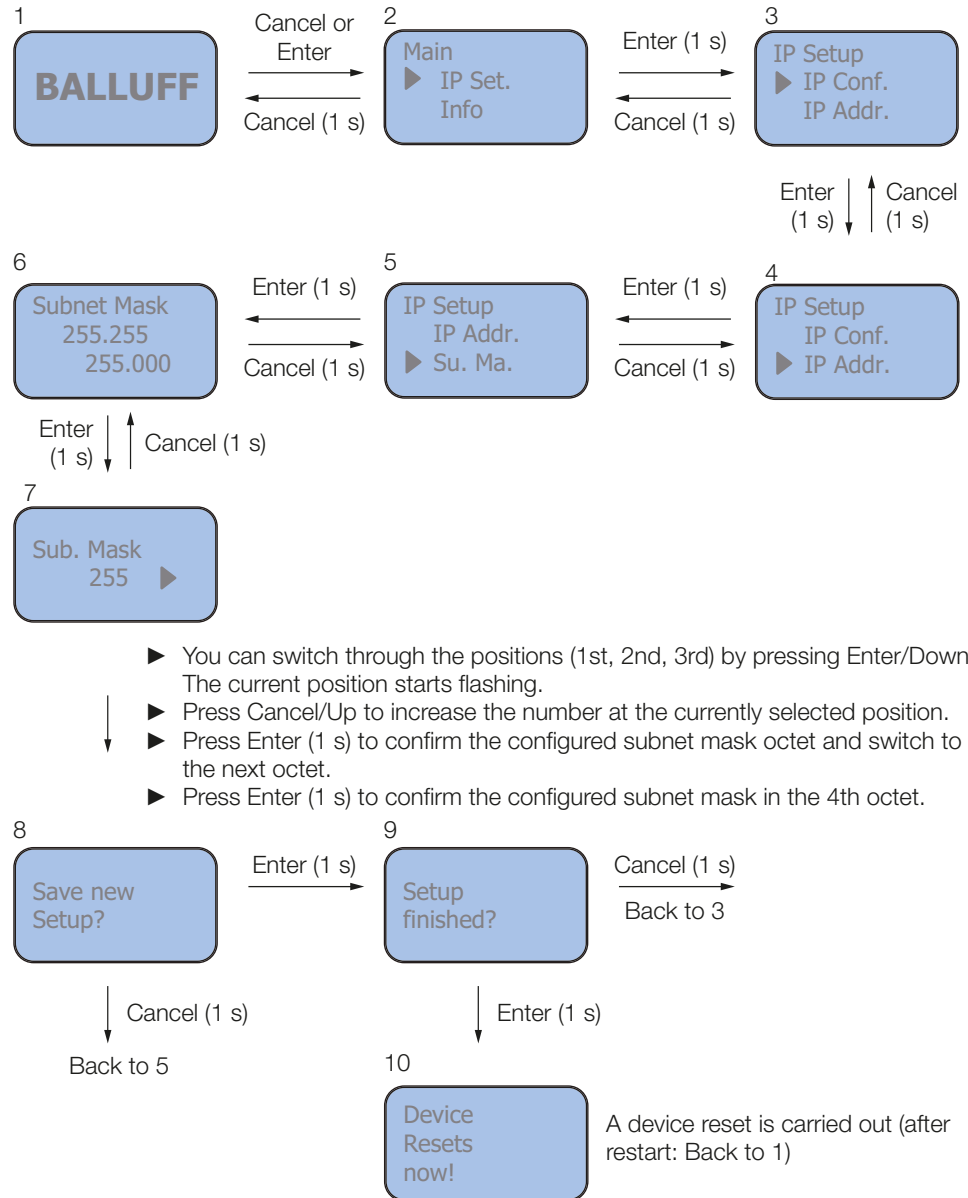 1
BALLUFF
Cancel or
Enter
Cancel (1 s)
2
Main
▶ IP Set.
Info
Enter (1 s)
Cancel (1 s)
3
IP Setup
▶ IP Conf.
IP Addr.
Enter
(1 s)
Cancel
(1 s)
4
IP Setup
IP Conf.
▶ IP Addr.
Enter (1 s)
Cancel (1 s)
5
IP Setup
IP Addr.
▶ Su. Ma.
Enter (1 s)
Cancel (1 s)
6
Subnet Mask
255.255
255.000
Enter
(1 s)
Cancel (1 s)
7
Sub. Mask
255 ▶
► You can switch through the positions (1st, 2nd, 3rd) by pressing Enter/Down
The current position starts flashing.
► Press Cancel/Up to increase the number at the currently selected position.
► Press Enter (1 s) to confirm the configured subnet mask octet and switch to
the next octet.
► Press Enter (1 s) to confirm the configured subnet mask in the 4th octet.
8
Save new
Setup?
Enter (1 s)
Cancel (1 s)
Back to 5
9
Setup
finished?
Cancel (1 s)
Back to 3
Enter (1 s)
10
Device
Resets
now!
A device reset is carried out (after
restart: Back to 1)